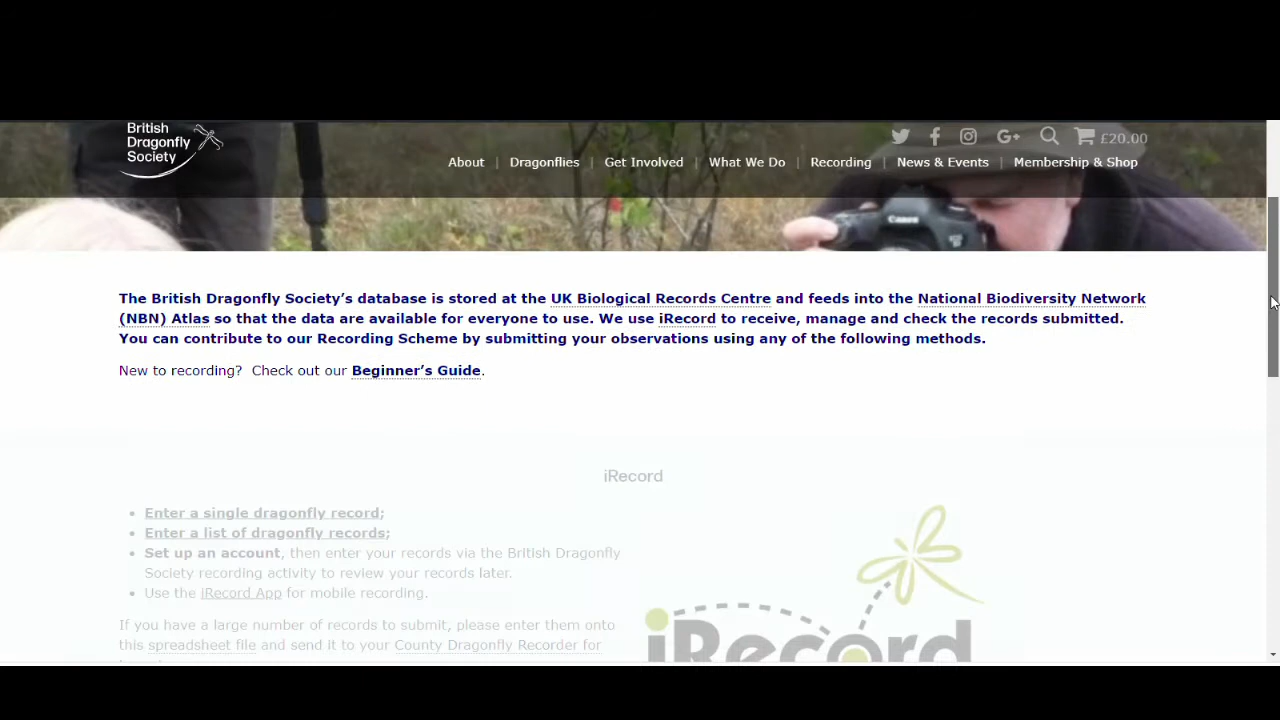 British
Dragonfly
Society
£20.00
About | Dragonflies | Get Involved | What We Do | Recording | News & Events | Membership & Shop
Canon
The British Dragonfly Society’s database is stored at the UK Biological Records Centre and feeds into the National Biodiversity Network
(NBN) Atlas so that the data are available for everyone to use. We use iRecord to receive, manage and check the records submitted.
You can contribute to our Recording Scheme by submitting your observations using any of the following methods.
New to recording? Check out our Beginner’s Guide.
iRecord
• Enter a single dragonfly record;
• Enter a list of dragonfly records;
• Set up an account, then enter your records via the British Dragonfly
Society recording activity to review your records later.
• Use the iRecord App for mobile recording.
If you have a large number of records to submit, please enter them onto
this spreadsheet file and send it to your County Dragonfly Recorder for
iRecord